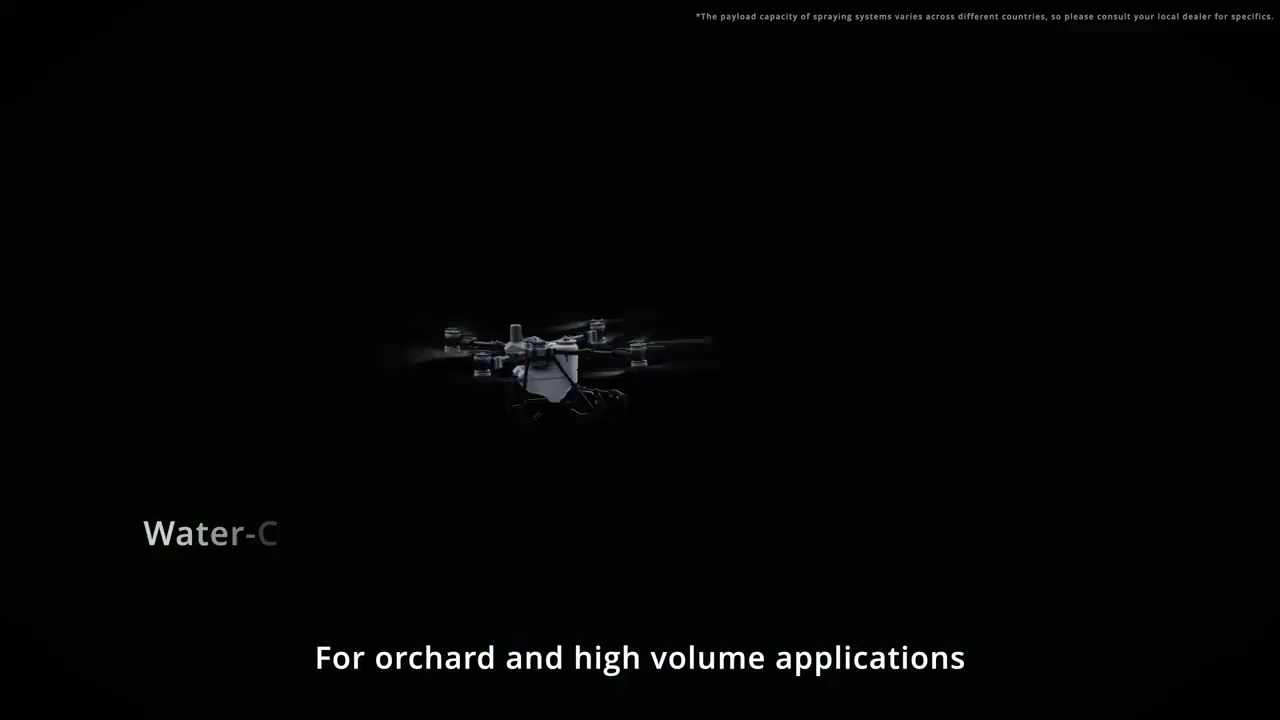 *The payload capacity of spraying systems varies across different countries, so please consult your local dealer for specifics.
Water-C
For orchard and high volume applications